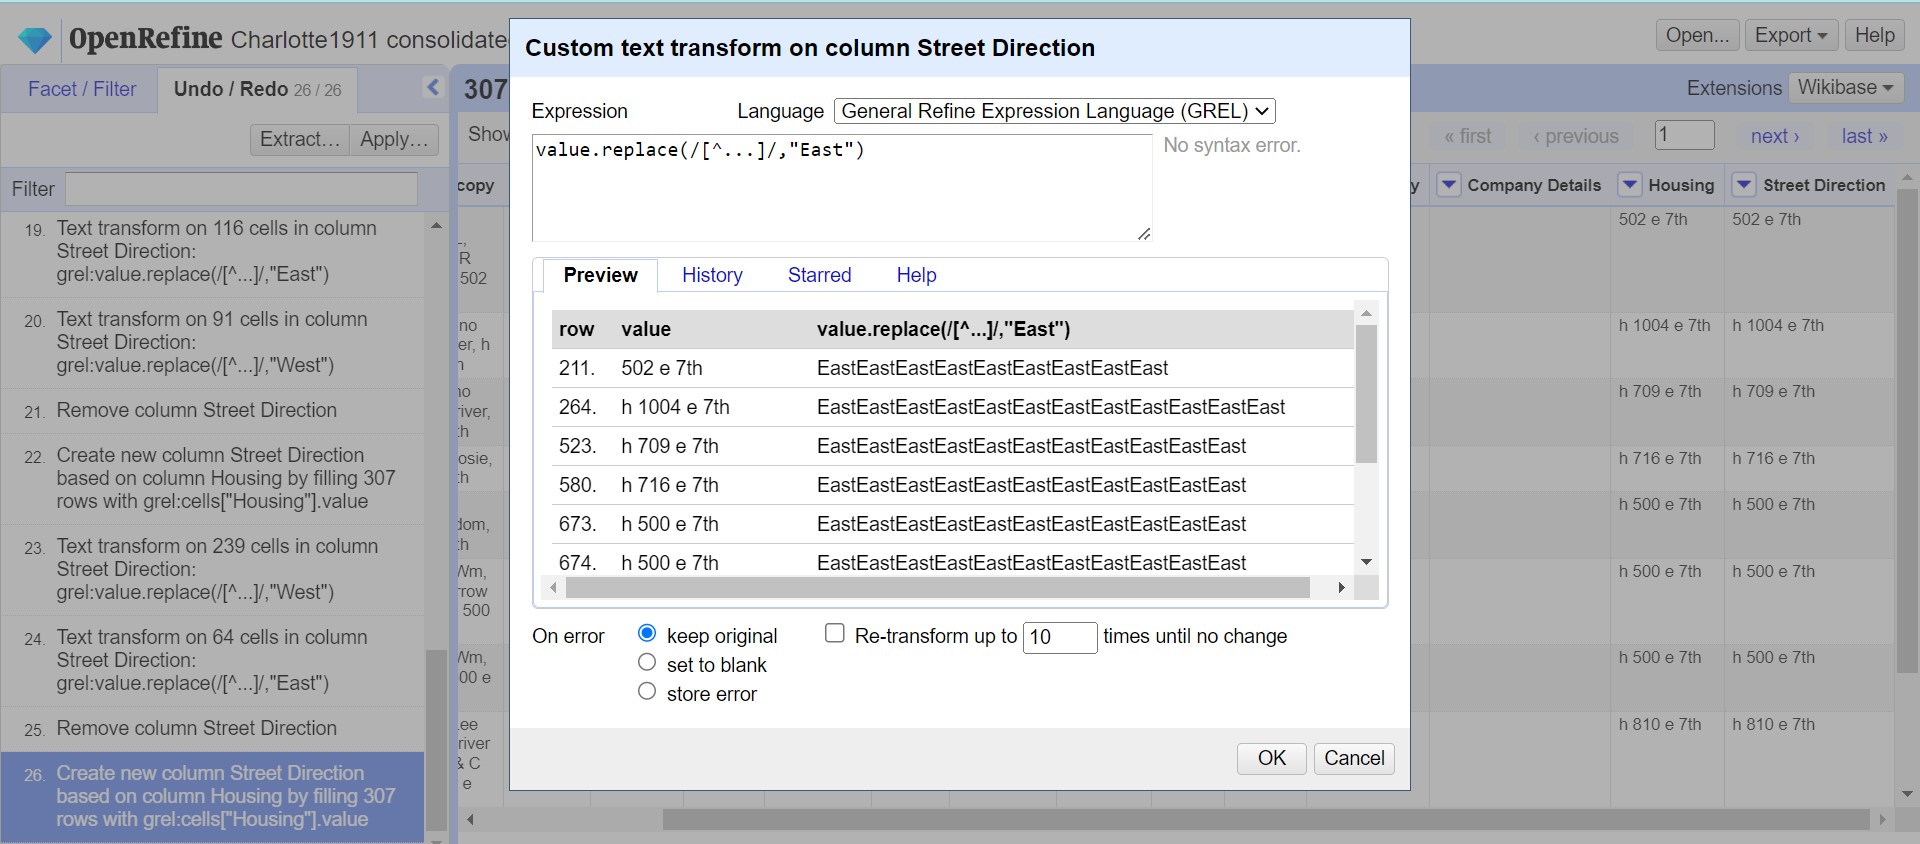 OpenRefine Charlotte1911 consolidate
Open... Export Help
Facet / Filter Undo / Redo 26 / 26
Extract... Apply...
Filter
19. Text transform on 116 cells in column
Street Direction:
grel:value.replace(/[^...]/,"East")
20. Text transform on 91 cells in column
Street Direction:
grel:value.replace(/[^...]/,"West")
21. Remove column Street Direction
22. Create new column Street Direction
based on column Housing by filling 307
rows with grel:cells["Housing"].value
23. Text transform on 239 cells in column
Street Direction:
grel:value.replace(/[^...]/,"West")
24. Text transform on 64 cells in column
Street Direction:
grel:value.replace(/[^...]/,"East")
25. Remove column Street Direction
26. Create new column Street Direction
based on column Housing by filling 307
rows with grel:cells["Housing"].value
307
Extensions Wikibase
Show
« first ‹ previous 1 next › last »
copy
R
502
no
er, h
iver,
osie,
dom,
Wm,
rrow
500
Wm,
00 e
ee
river
& C
e
Custom text transform on column Street Direction
Expression Language General Refine Expression Language (GREL)
value.replace(/[^...]/,"East")
No syntax error.
Preview History Starred Help
row value value.replace(/[^...]/,"East")
211. 502 e 7th EastEastEastEastEastEastEastEastEast
264. h 1004 e 7th EastEastEastEastEastEastEastEastEastEastEastEast
523. h 709 e 7th EastEastEastEastEastEastEastEastEastEastEast
580. h 716 e 7th EastEastEastEastEastEastEastEastEastEastEast
673. h 500 e 7th EastEastEastEastEastEastEastEastEastEastEast
674. h 500 e 7th EastEastEastEastEastEastEastEastEastEastEast
On error keep original Re-transform up to 10 times until no change
set to blank
store error
OK Cancel
y Company Details Housing Street Direction
502 e 7th 502 e 7th
h 1004 e 7th h 1004 e 7th
h 709 e 7th h 709 e 7th
h 716 e 7th h 716 e 7th
h 500 e 7th h 500 e 7th
h 500 e 7th h 500 e 7th
h 500 e 7th h 500 e 7th
h 810 e 7th h 810 e 7th